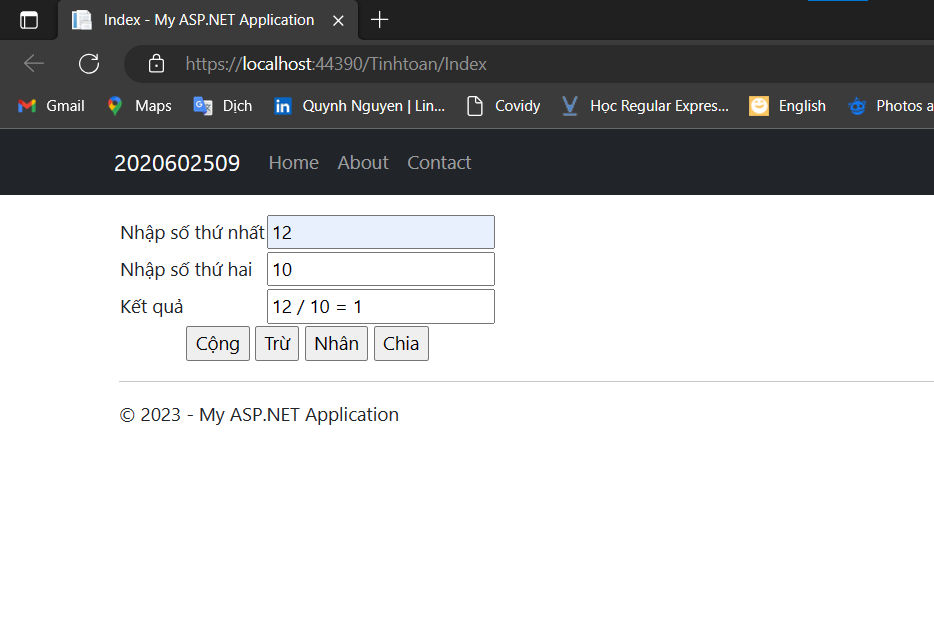 Index - My ASP.NET Application
https://localhost:44390/Tinhtoan/Index
Gmail Maps Dịch Quynh Nguyen | Lin... Covidy Học Regular Expres... English Photos a
2020602509 Home About Contact
Nhập số thứ nhất 12
Nhập số thứ hai 10
Kết quả 12 / 10 = 1
Cộng Trừ Nhân Chia
© 2023 - My ASP.NET Application